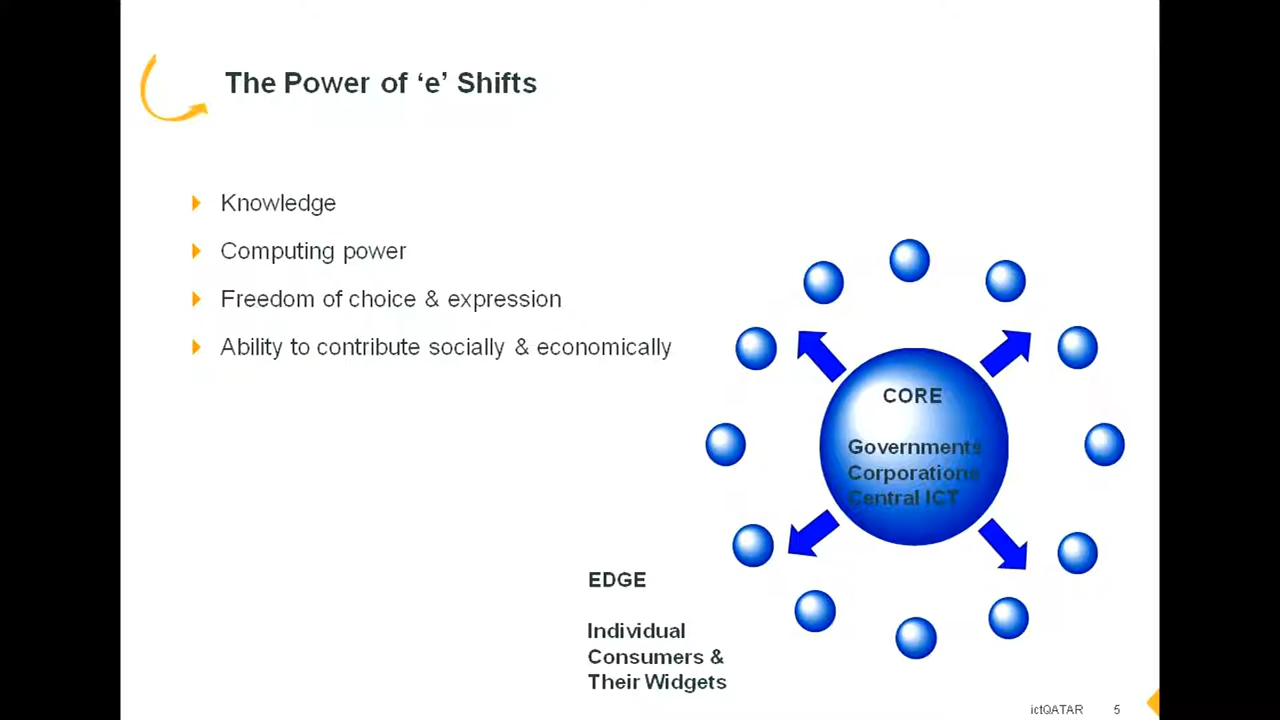 The Power of ‘e’ Shifts
Knowledge
Computing power
Freedom of choice & expression
Ability to contribute socially & economically
CORE
Governments
Corporations
Central ICT
EDGE
Individual
Consumers &
Their Widgets
ictQATAR 5